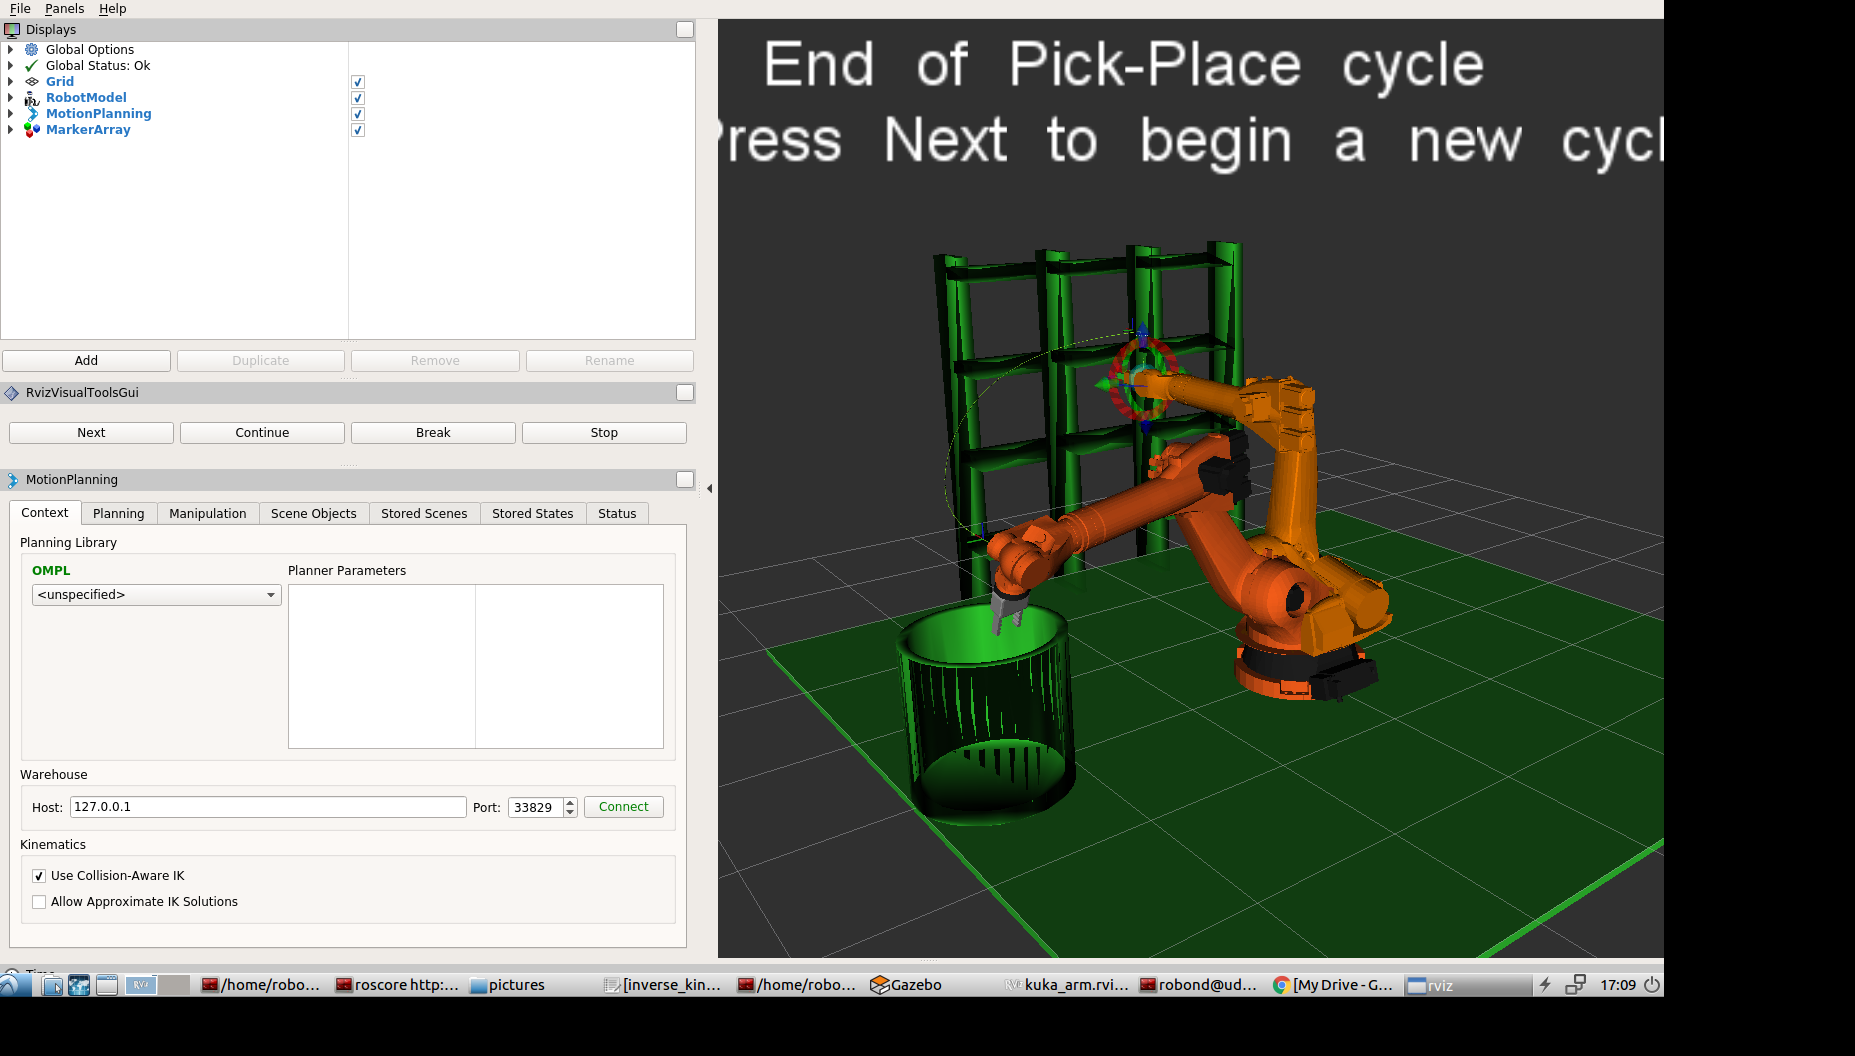 File Panels Help
Displays
Global Options
Global Status: Ok
Grid
RobotModel
MotionPlanning
MarkerArray
Add Duplicate Remove Rename
RvizVisualToolsGui
Next Continue Break Stop
MotionPlanning
Context Planning Manipulation Scene Objects Stored Scenes Stored States Status
Planning Library
OMPL
Planner Parameters
<unspecified>
Warehouse
Host: 127.0.0.1 Port: 33829 Connect
Kinematics
Use Collision-Aware IK
Allow Approximate IK Solutions
End of Pick-Place cycle
ress Next to begin a new cycl
/home/robo... roscore http:... pictures [inverse_kin... /home/robo... Gazebo kuka_arm.rvi... robond@ud... [My Drive - G... rviz 17:09